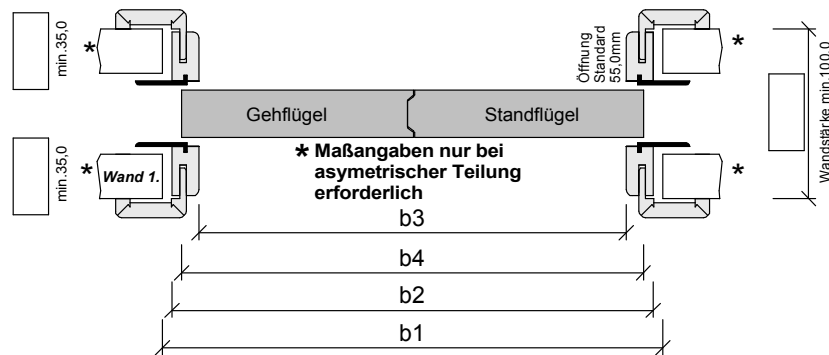 min.35,0
*
*
Öffnung
Standard
55,0mm
Wandstärke min.100,0
Gehflügel
Standflügel
min.35,0
*
Wand 1.
* Maßangaben nur bei
asymetrischer Teilung
erforderlich
*
b3
b4
b2
b1